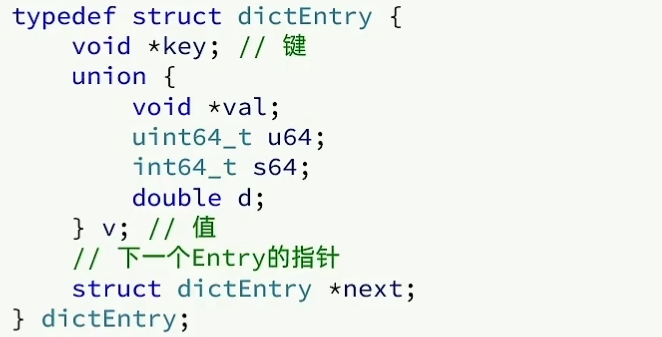 typedef struct dictEntry {
    void *key; // 键
    union {
        void *val;
        uint64_t u64;
        int64_t s64;
        double d;
    } v; // 值
    // 下一个Entry的指针
    struct dictEntry *next;
} dictEntry;